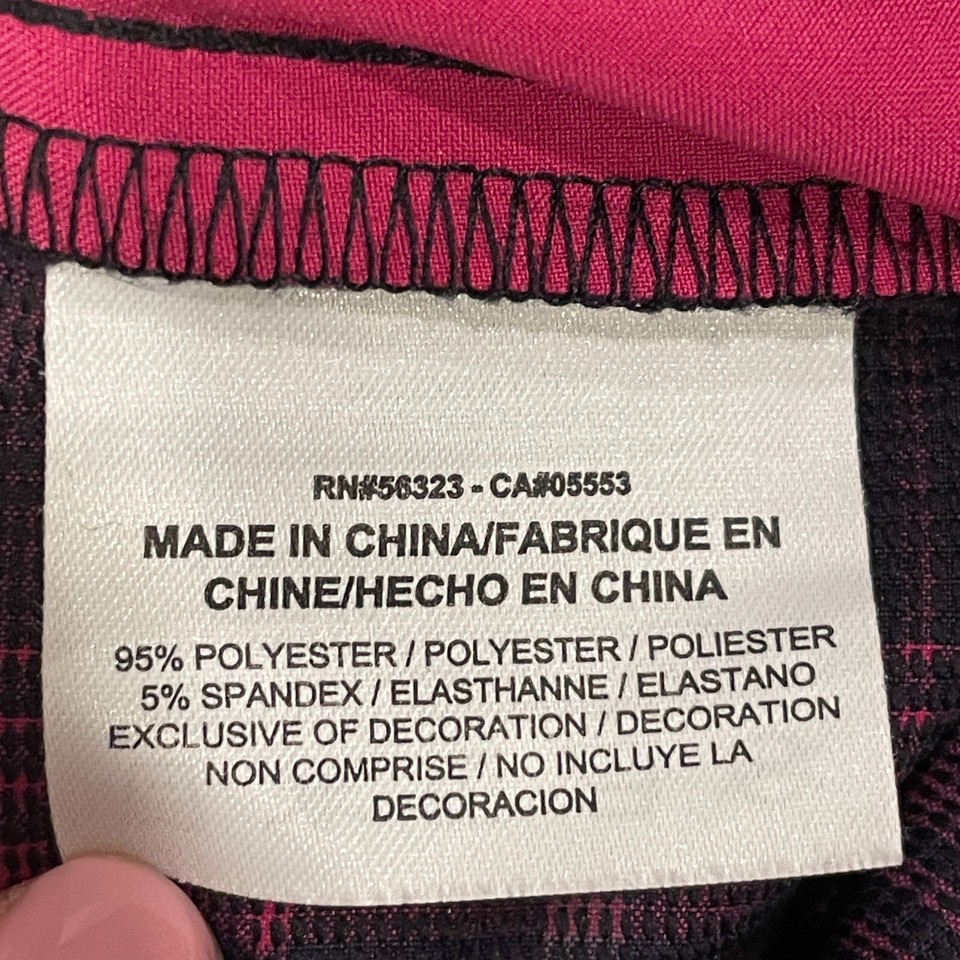 RN#56323 - CA#05553
MADE IN CHINA/FABRIQUE EN
CHINE/HECHO EN CHINA
95% POLYESTER / POLYESTER / POLIESTER
5% SPANDEX / ELASTHANNE / ELASTANO
EXCLUSIVE OF DECORATION / DECORATION
NON COMPRISE / NO INCLUYE LA
DECORACION